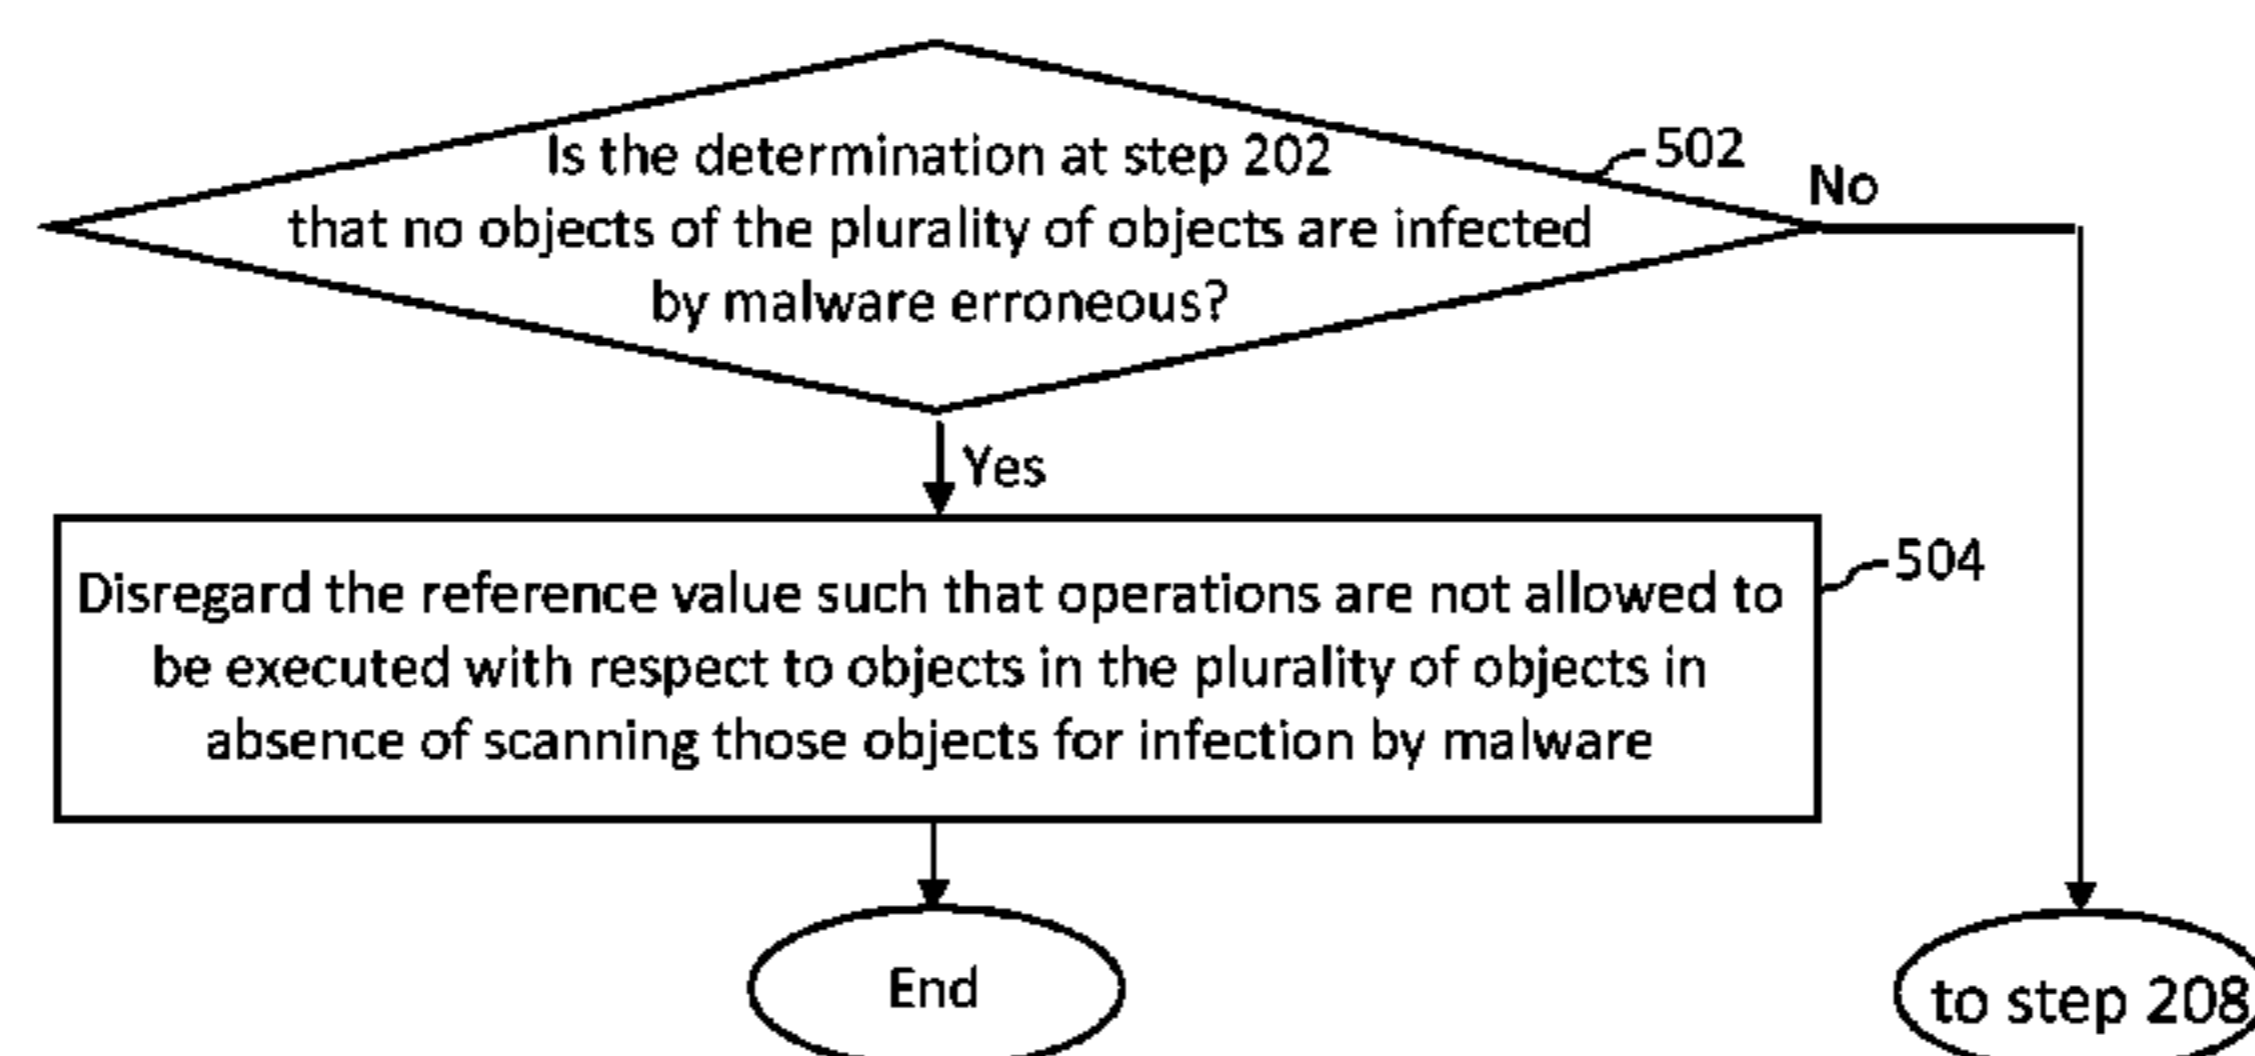 Is the determination at step 202
that no objects of the plurality of objects are infected
by malware erroneous?
502
No
Yes
Disregard the reference value such that operations are not allowed to
be executed with respect to objects in the plurality of objects in
absence of scanning those objects for infection by malware
504
End
to step 208